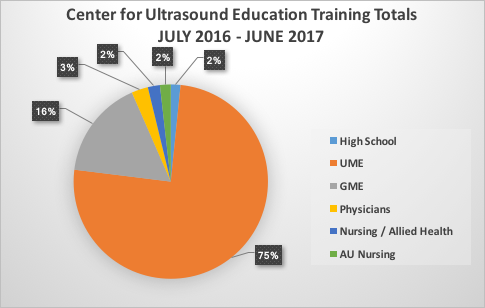 Center for Ultrasound Education Training Totals
JULY 2016 - JUNE 2017
2%
2%
2%
3%
16%
75%
High School
UME
GME
Physicians
Nursing / Allied Health
AU Nursing